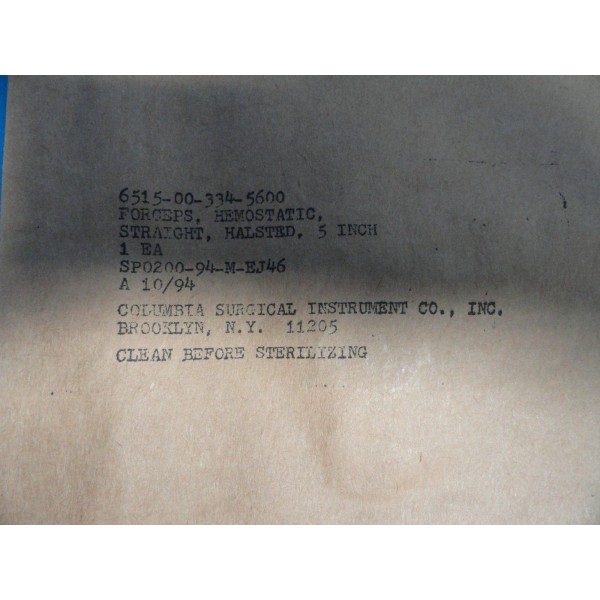 6515-00-334-5600
FORCEPS, HEMOSTATIC,
STRAIGHT, HALSTED, 5 INCH
1 EA
SP0200-94-M-EJ46
A 10/94
COLUMBIA SURGICAL INSTRUMENT CO., INC.
BROOKLYN, N.Y. 11205
CLEAN BEFORE STERILIZING